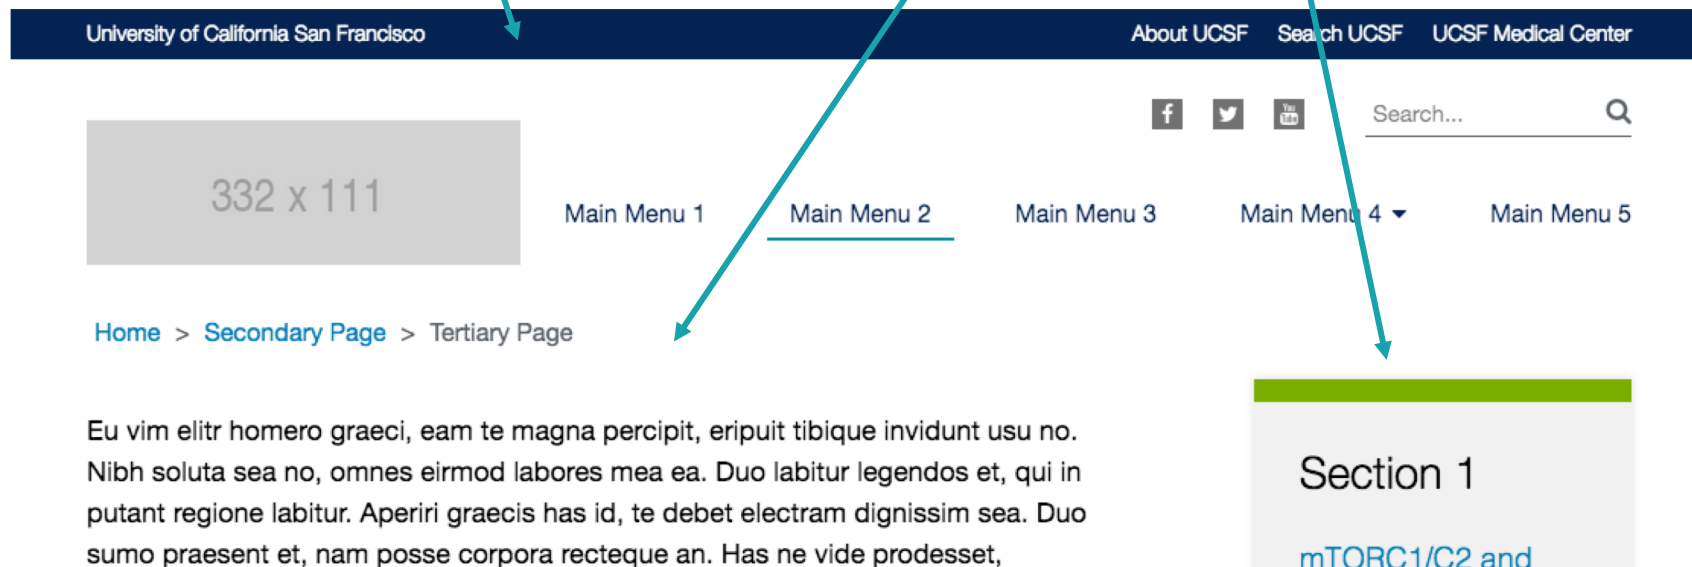 University of California San Francisco About UCSF Search UCSF UCSF Medical Center
f You Tube Search...
332 x 111
Main Menu 1 Main Menu 2 Main Menu 3 Main Menu 4 Main Menu 5
Home > Secondary Page > Tertiary Page
Eu vim elitr homero graeci, eam te magna percipit, eripuit tibique invidunt usu no.
Nibh soluta sea no, omnes eirmod labores mea ea. Duo labitur legendos et, qui in
putant regione labitur. Aperiri graecis has id, te debet electram dignissim sea. Duo
sumo praesent et, nam posse corpora recteque an. Has ne vide prodesset,
Section 1
mTORC1/C2 and